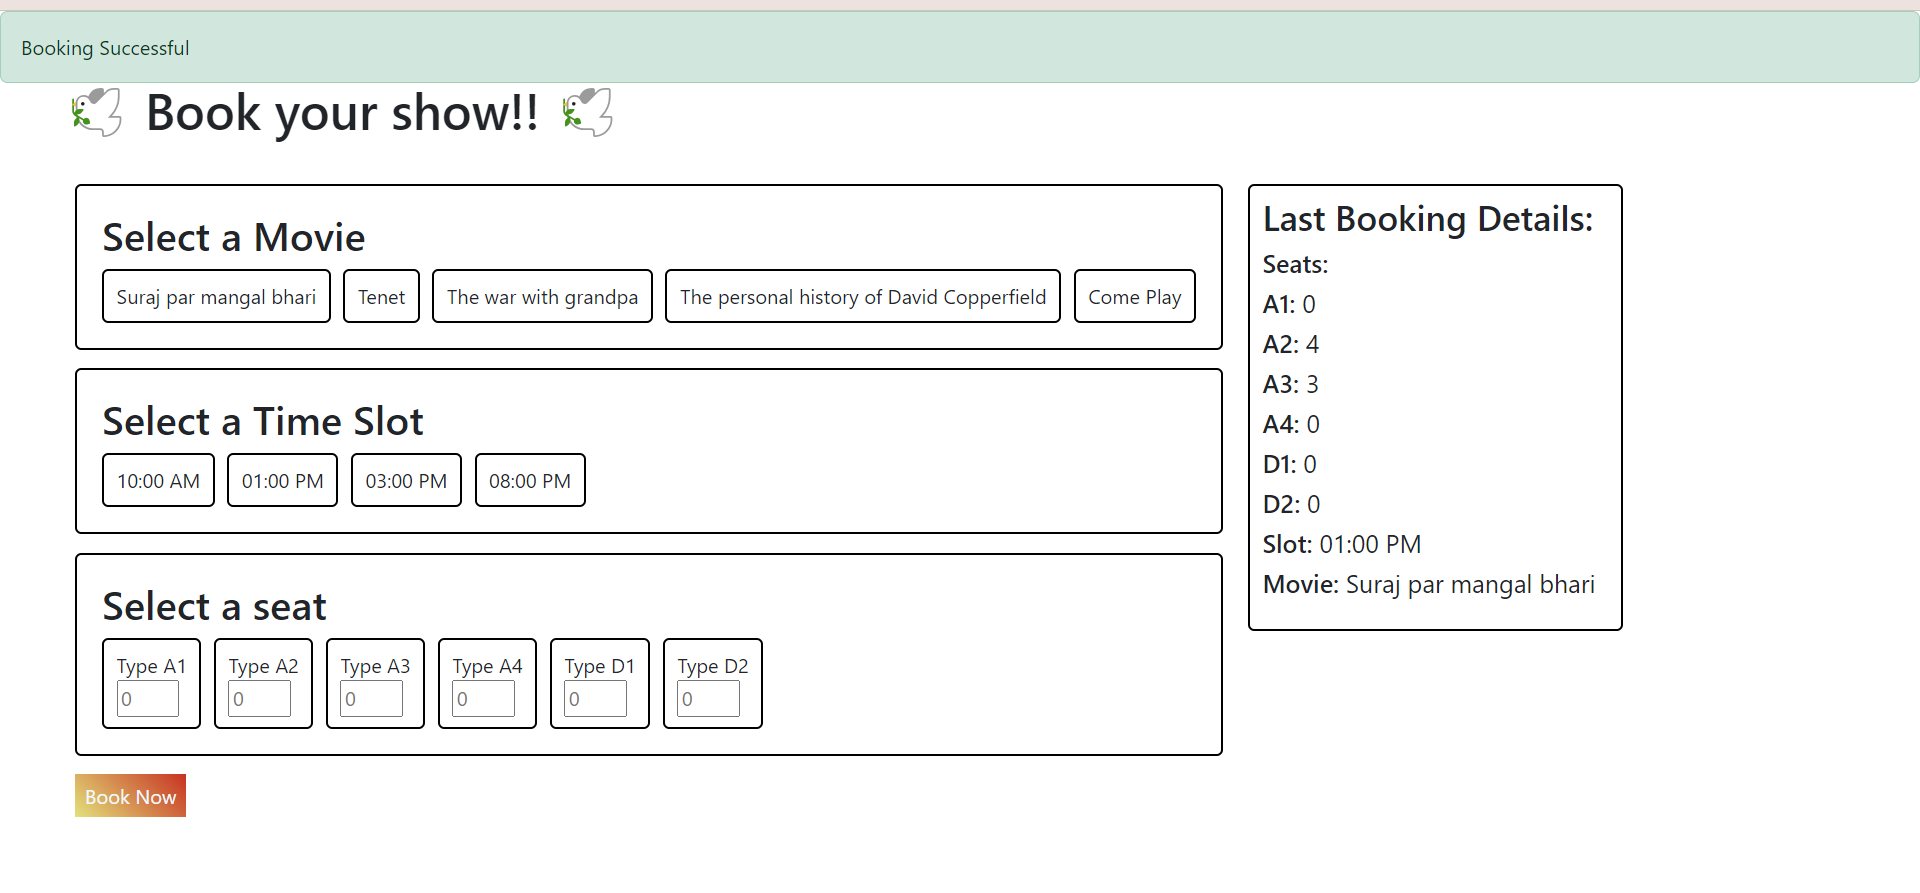 Booking Successful
Book your show!!
Select a Movie
Suraj par mangal bhari Tenet The war with grandpa The personal history of David Copperfield Come Play
Select a Time Slot
10:00 AM 01:00 PM 03:00 PM 08:00 PM
Select a seat
Type A1 Type A2 Type A3 Type A4 Type D1 Type D2
0 0 0 0 0 0
Book Now
Last Booking Details:
Seats:
A1: 0
A2: 4
A3: 3
A4: 0
D1: 0
D2: 0
Slot: 01:00 PM
Movie: Suraj par mangal bhari